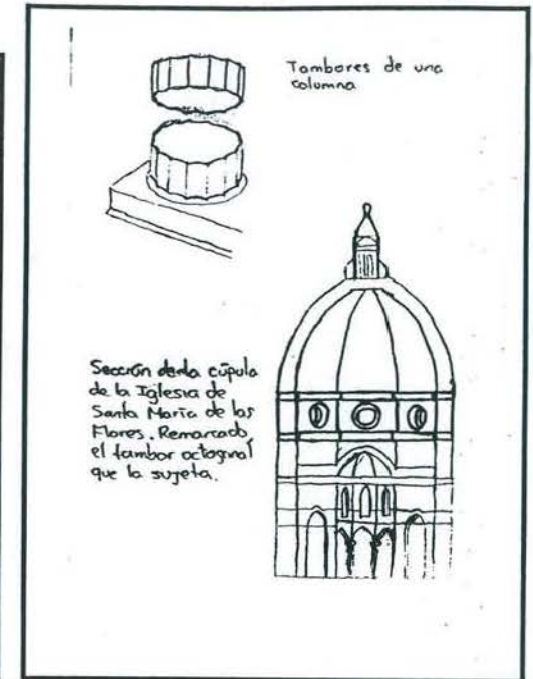 Tambores de una
columna
Sección de la cúpula
de la Iglesia de
Santa María de las
Flores. Remarcado,
el tambor octogonal
que la sujeta.